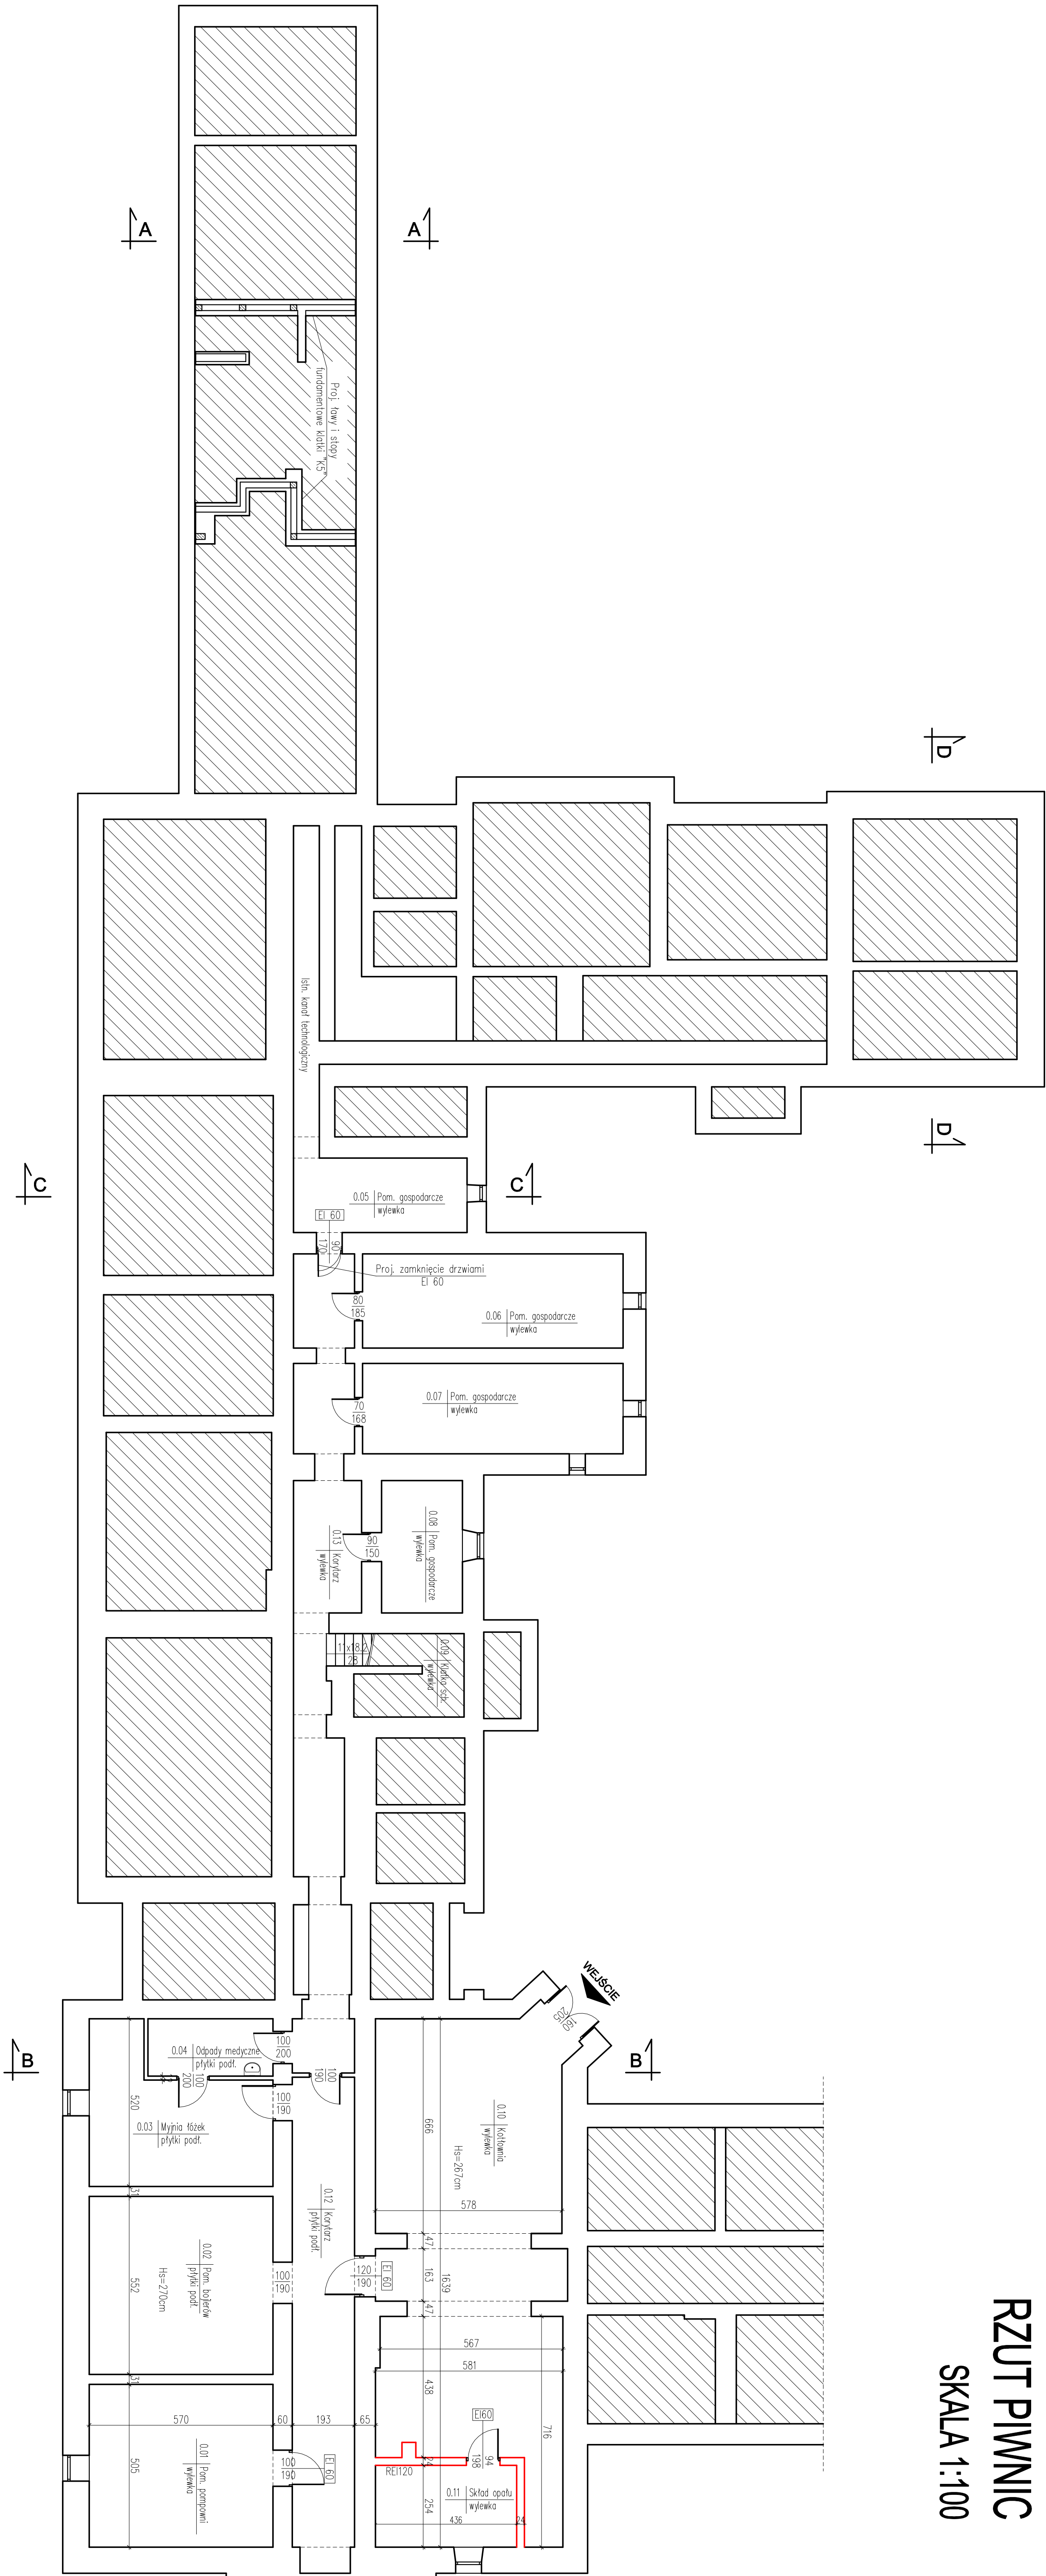 RZUT PIWNIC
SKALA 1:100
A
A
Proj. ławy i stopy
fundamentowe klatki "K5"
D
D
Istn. kanał technologiczny
C
C
0.05 Pom. gospodarcze
wylewka
EI 60
90
170
Proj. zamknięcie drzwiami
EI 60
80
185
0.06 Pom. gospodarcze
wylewka
0.07 Pom. gospodarcze
wylewka
70
168
0.08 Pom. gospodarcze
wylewka
90
150
0.13 Korytarz
wylewka
0.09 Klatka sch.
wylewka
11x18.2
28
WEJŚCIE
160
205
B
B
0.04 Odpady medyczne
płytki podł.
100
200
100
200
12
100
190
100
190
520
0.03 Myjnia łóżek
płytki podł.
0.10 Kotłownia
wylewka
Hs=267cm
666
578
31
0.12 Korytarz
płytki podł.
47
163
1639
47
EI 60
120
190
0.02 Pom. bojlerów
płytki podł.
Hs=270cm
552
100
190
31
567
581
438
716
570
60
193
65
EI60
94
198
24
REI120
0.01 Pom. pompowni
wylewka
505
100
190
EI 60
0.11 Skład opału
wylewka
254
436
24